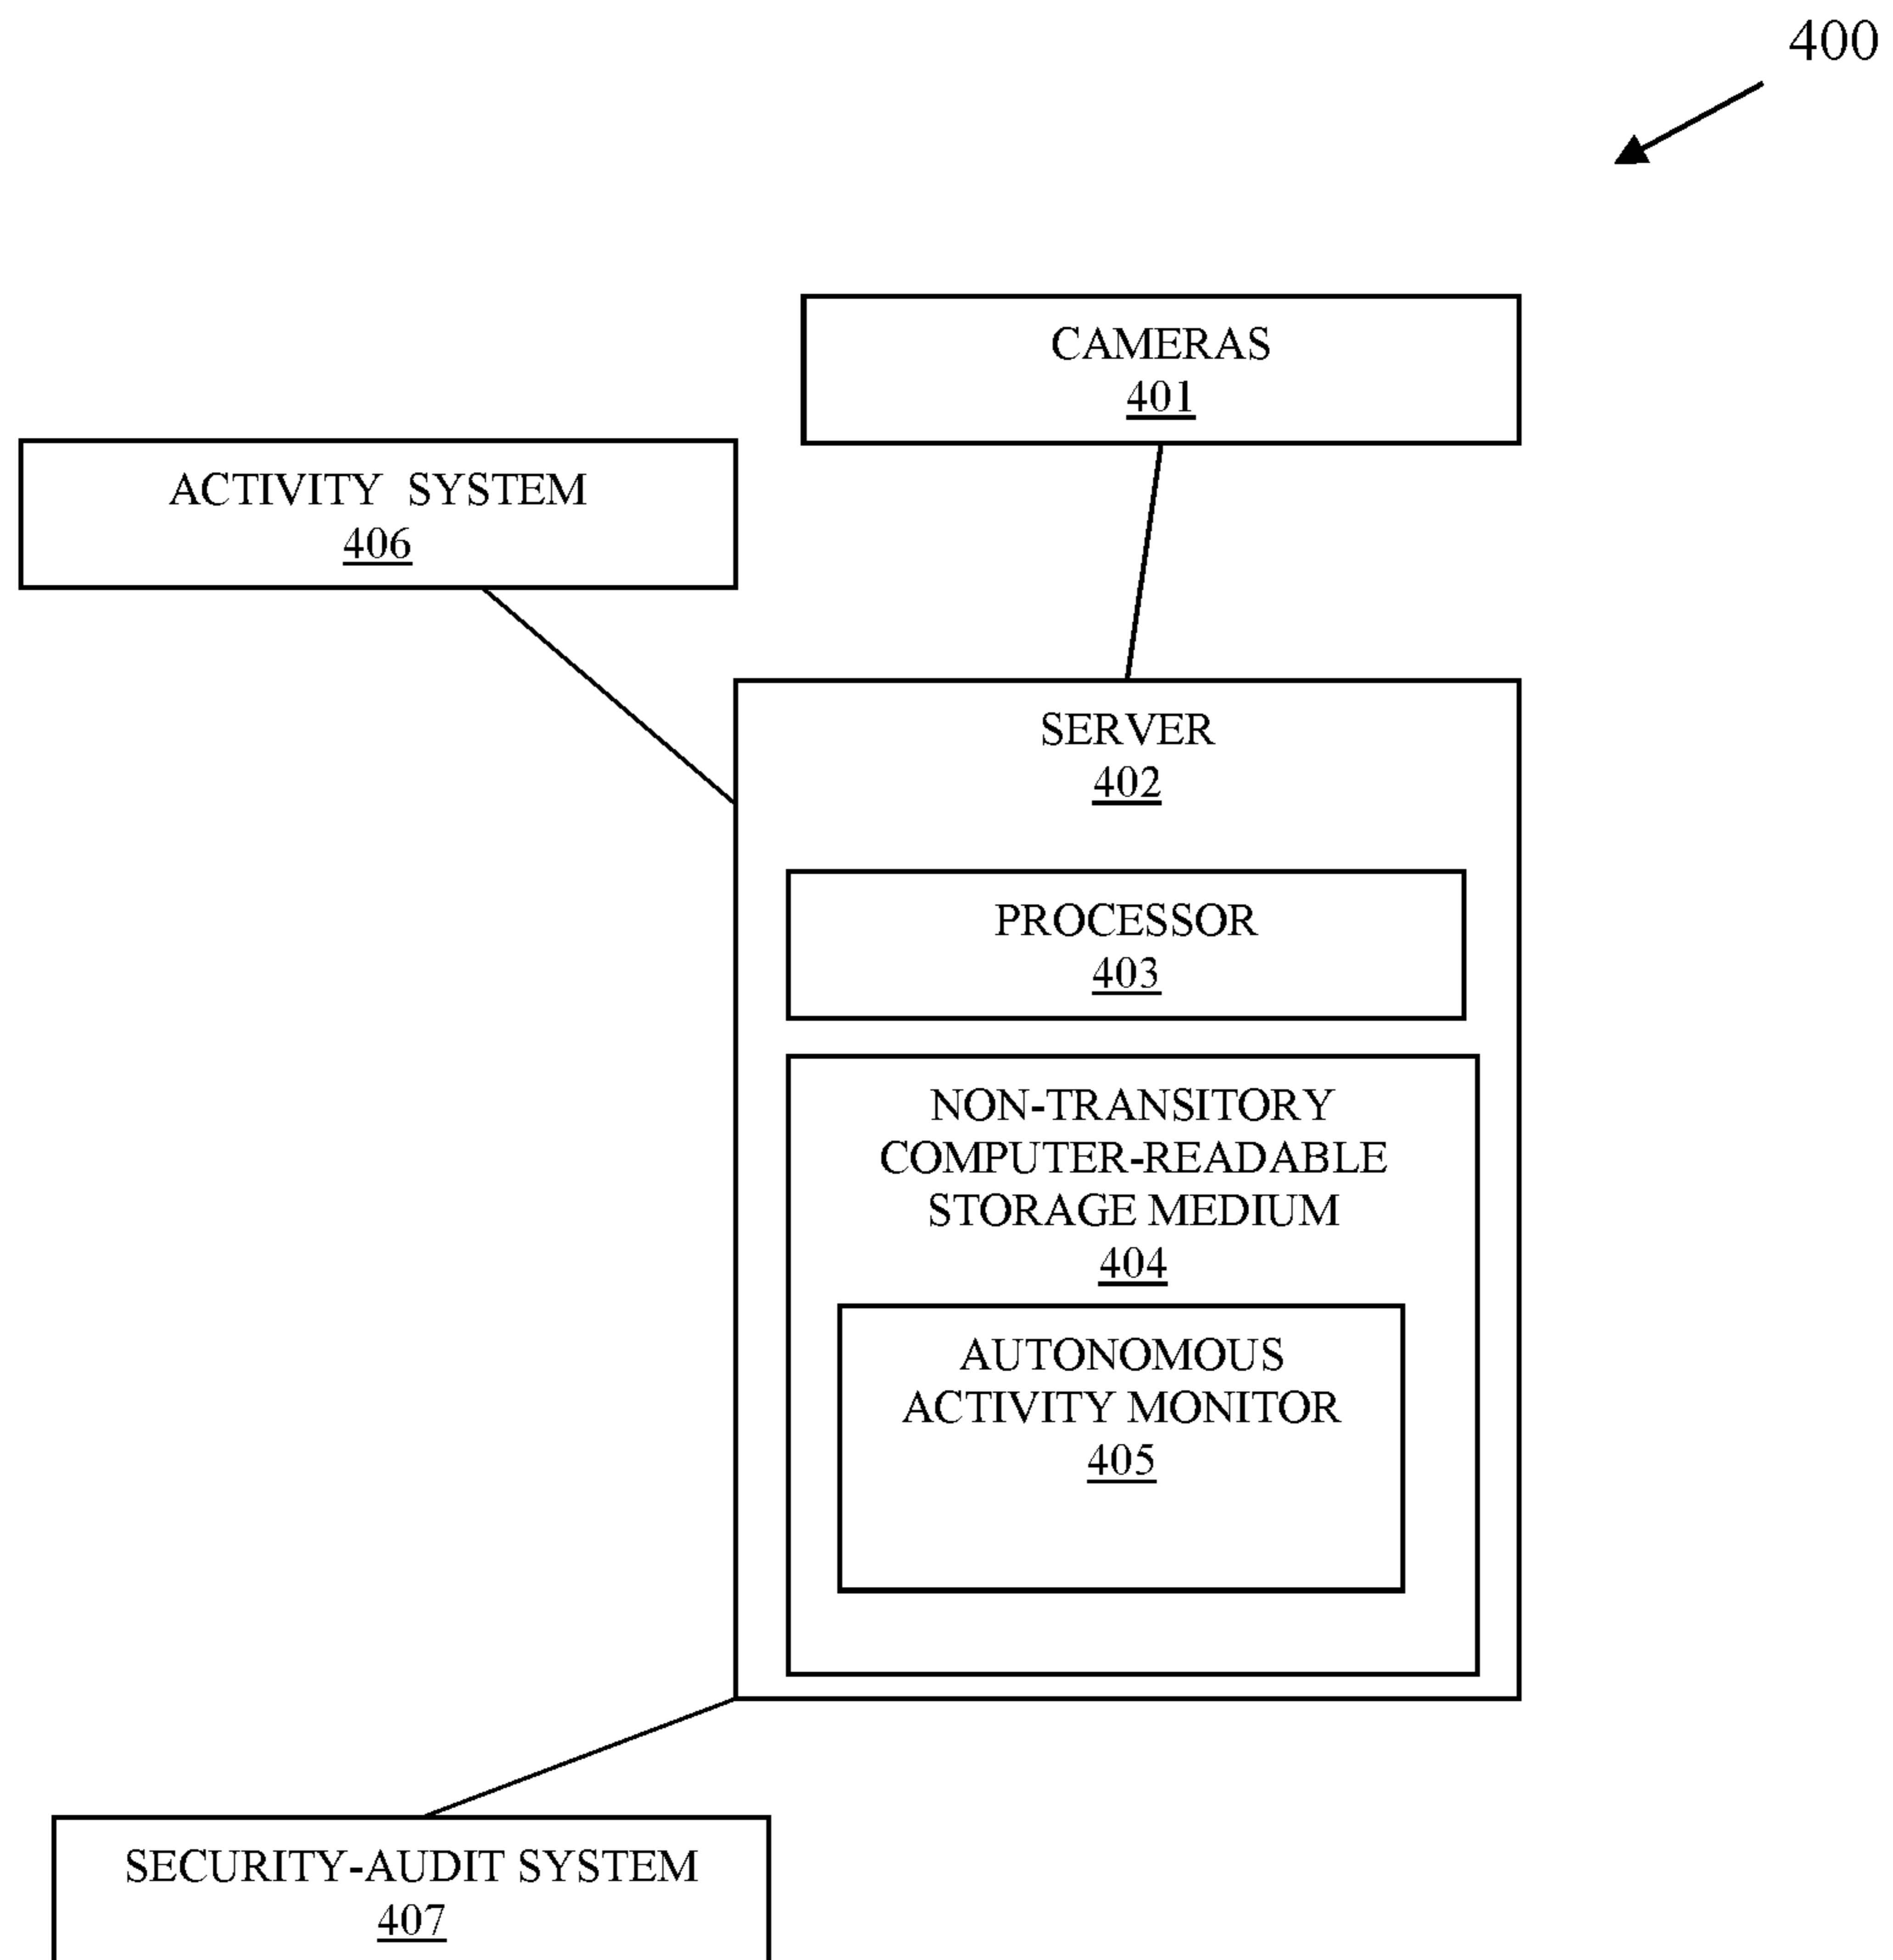 400
CAMERAS
401
ACTIVITY SYSTEM
406
SERVER
402
PROCESSOR
403
NON-TRANSITORY
COMPUTER-READABLE
STORAGE MEDIUM
404
AUTONOMOUS
ACTIVITY MONITOR
405
SECURITY-AUDIT SYSTEM
407